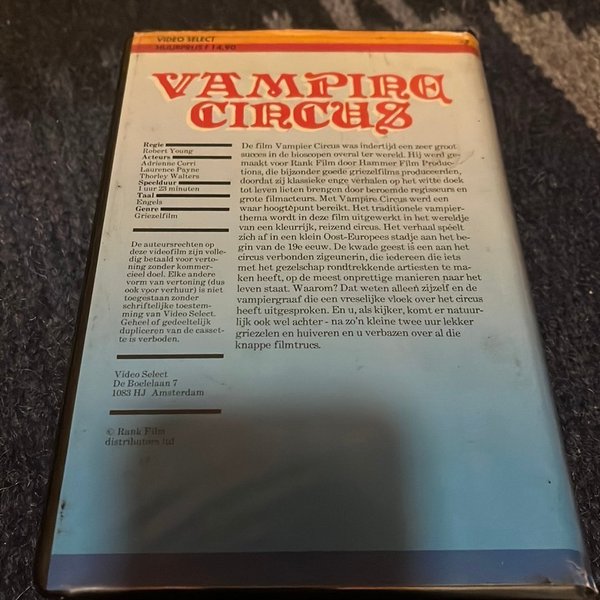 VIDEO SELECT
HUURPRIJS F 14,90
VAMPIRE
CIRCUS
Regie
Robert Young
Acteurs
Adrienne Corri
Laurence Payne
Thorley Walters
Speelduur
1 uur 23 minuten
Taal
Engels
Genre
Griezelfilm
De auteursrechten op
deze videofilm zijn volle-
dig betaald voor verto-
ning zonder kommer-
cieel doel. Elke andere
vorm van vertoning (dus
ook voor verhuur) is niet
toegestaan zonder
schriftelijke toestem-
ming van Video Select.
Geheel of gedeeltelijk
dupliceren van de casset-
te is verboden.
Video Select
De Boelelaan 7
1083 HJ Amsterdam
© Rank Film
distributors ltd
De film Vampier Circus was indertijd een zeer groot
succes in de bioscopen overal ter wereld. Hij werd ge-
maakt voor Rank Film door Hammer Film Produc-
tions, die bijzonder goede griezelfilms produceerden,
doordat zij klassieke enge verhalen op het witte doek
tot leven lieten brengen door beroemde regisseurs en
grote filmacteurs. Met Vampire Circus werd een
waar hoogtepunt bereikt. Het traditionele vampier-
thema wordt in deze film uitgewerkt in het wereldje
van een kleurrijk, reizend circus. Het verhaal speelt
zich af in een klein Oost-Europees stadje aan het be-
gin van de 19e eeuw. De kwade geest is een aan het
circus verbonden zigeunerin, die iedereen die iets
met het gezelschap rondtrekkende artiesten te ma-
ken heeft, op de meest onprettige manieren naar het
leven staat. Waarom? Dat weten alleen zijzelf en de
vampiergraaf die een vreselijke vloek over het circus
heeft uitgesproken. En u, als kijker, komt er natuur-
lijk ook wel achter - na zo'n kleine twee uur lekker
griezelen en huiveren en u verbazen over al die
knappe filmtrucs.